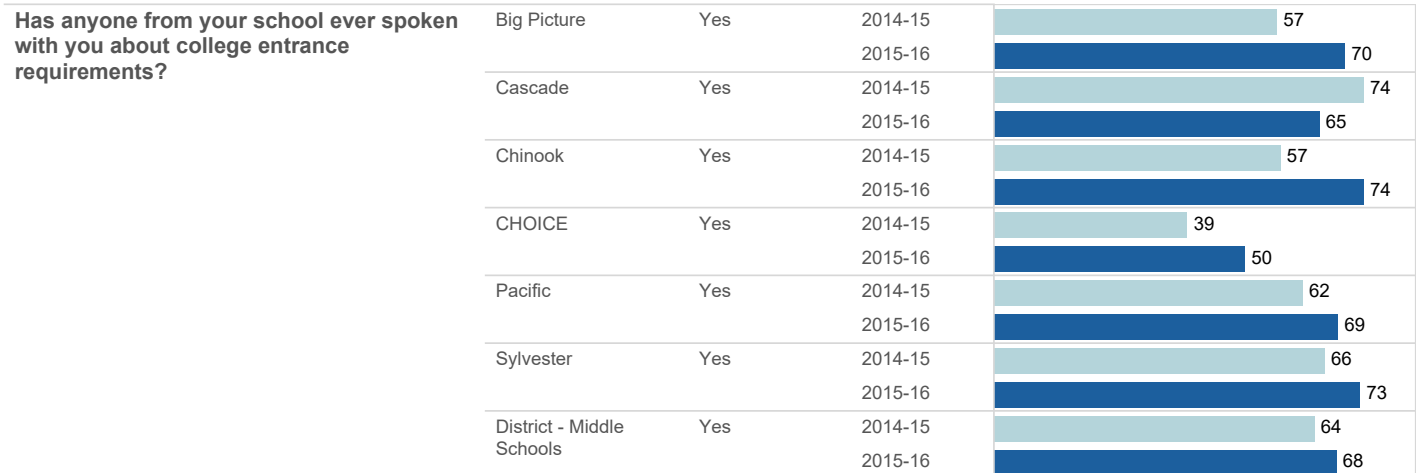 Has anyone from your school ever spoken
with you about college entrance
requirements?
Big Picture Yes 2014-15 57
2015-16 70
Cascade Yes 2014-15 74
2015-16 65
Chinook Yes 2014-15 57
2015-16 74
CHOICE Yes 2014-15 39
2015-16 50
Pacific Yes 2014-15 62
2015-16 69
Sylvester Yes 2014-15 66
2015-16 73
District - Middle
Schools Yes 2014-15 64
2015-16 68